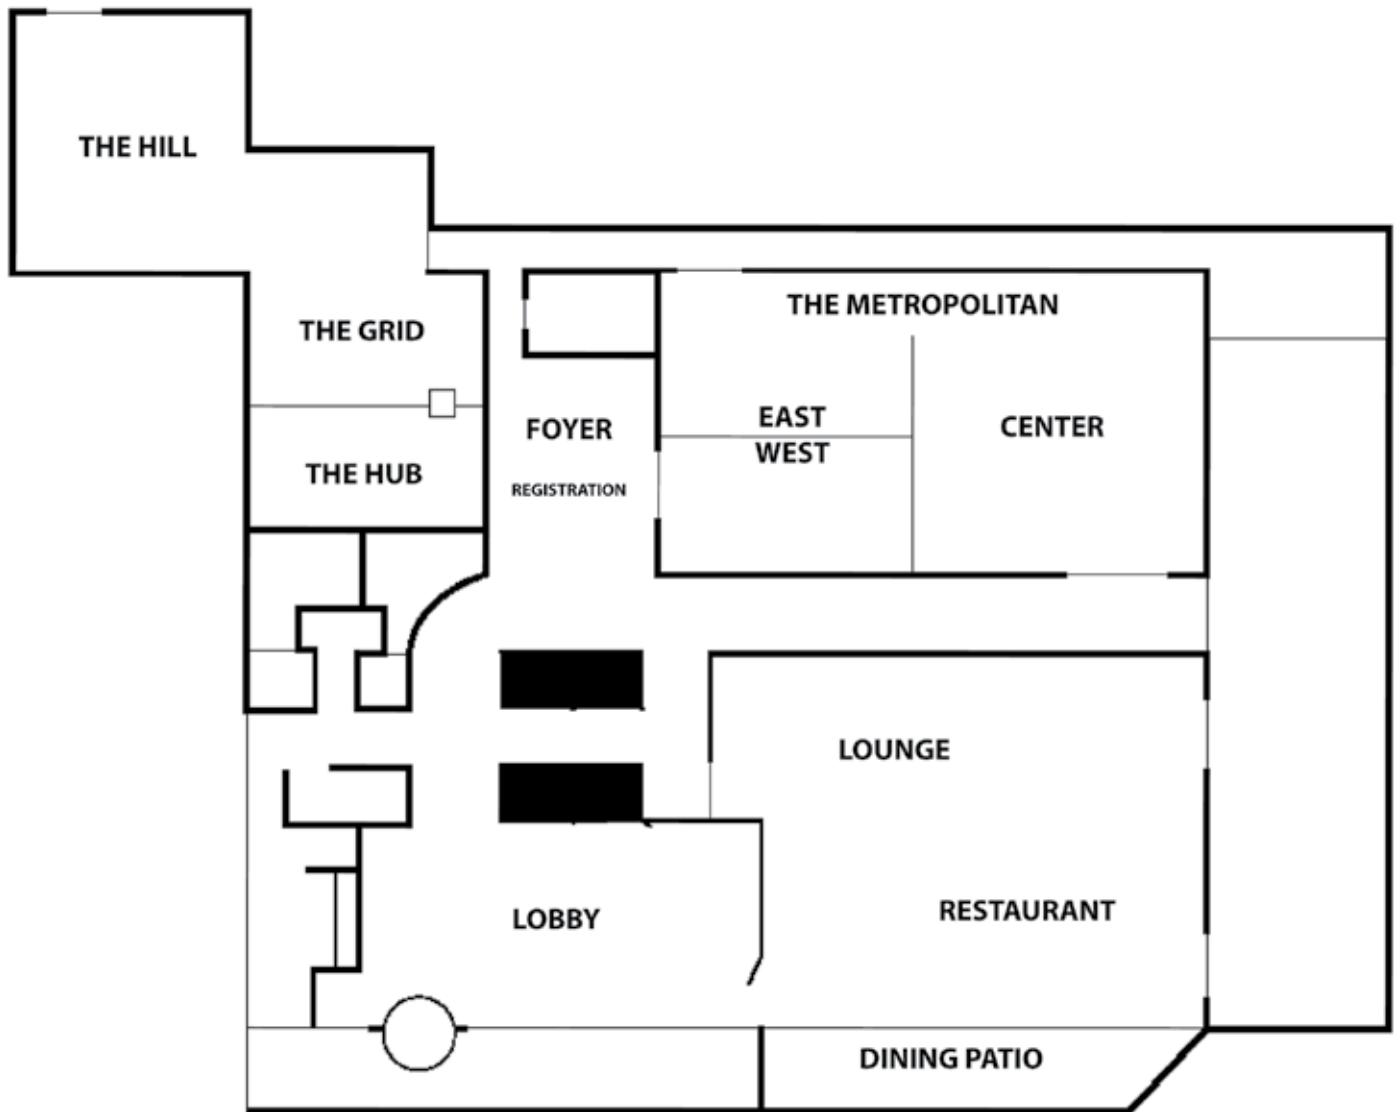 THE HILL
THE METROPOLITAN
THE GRID
EAST
CENTER
FOYER
WEST
THE HUB
REGISTRATION
LOUNGE
RESTAURANT
LOBBY
DINING PATIO